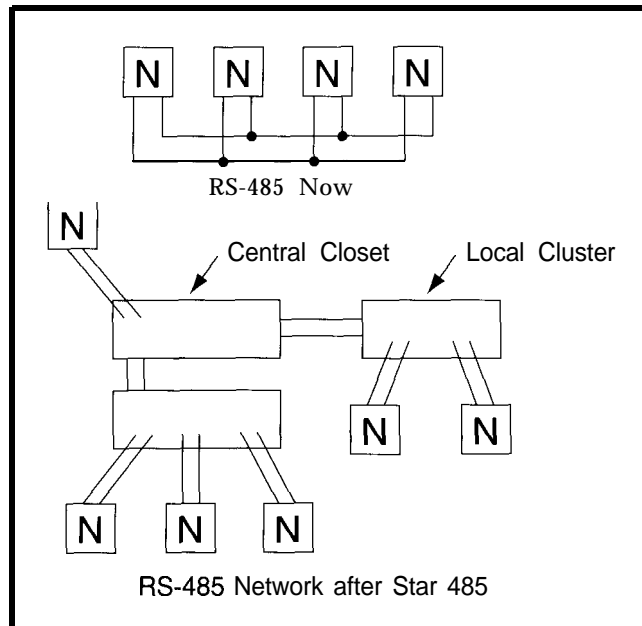 N N N N
RS-485 Now
N
Central Closet Local Cluster
N N
N N N
RS-485 Network after Star 485